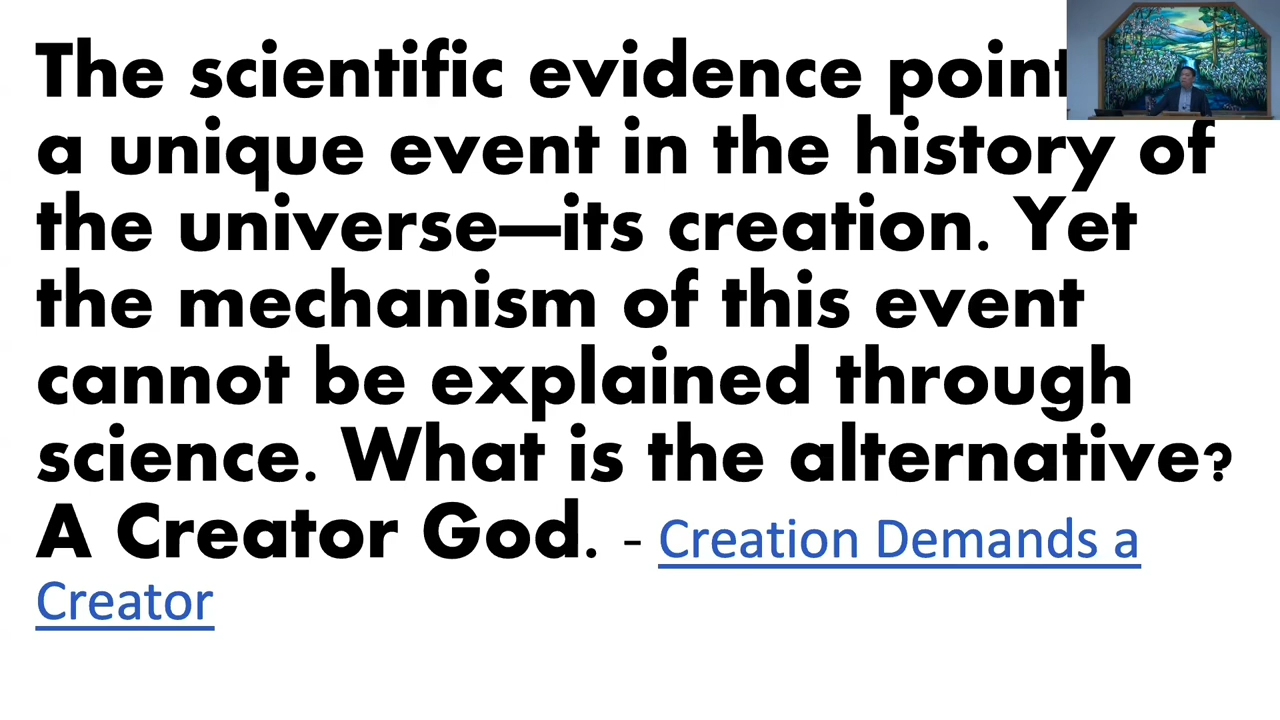 The scientific evidence point
a unique event in the history of
the universe—its creation. Yet
the mechanism of this event
cannot be explained through
science. What is the alternative?
A Creator God. - Creation Demands a
Creator